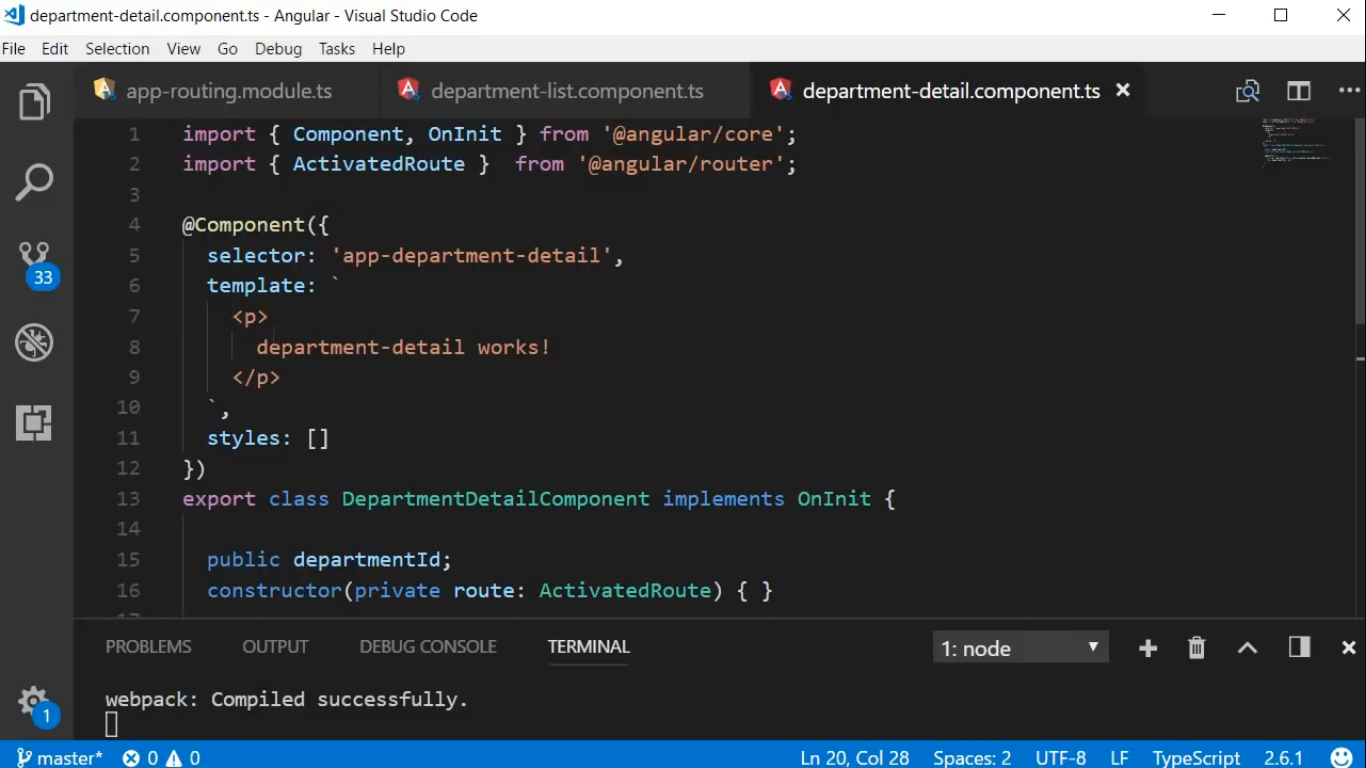 department-detail.component.ts - Angular - Visual Studio Code
File Edit Selection View Go Debug Tasks Help
app-routing.module.ts department-list.component.ts department-detail.component.ts
1 import { Component, OnInit } from '@angular/core';
2 import { ActivatedRoute }  from '@angular/router';
3
4 @Component({
5   selector: 'app-department-detail',
6   template: `
7     <p>
8       department-detail works!
9     </p>
10   `,
11   styles: []
12 })
13 export class DepartmentDetailComponent implements OnInit {
14
15   public departmentId;
16   constructor(private route: ActivatedRoute) { }
33
PROBLEMS OUTPUT DEBUG CONSOLE TERMINAL 1: node
webpack: Compiled successfully.
1
master* 0 0 Ln 20, Col 28 Spaces: 2 UTF-8 LF TypeScript 2.6.1